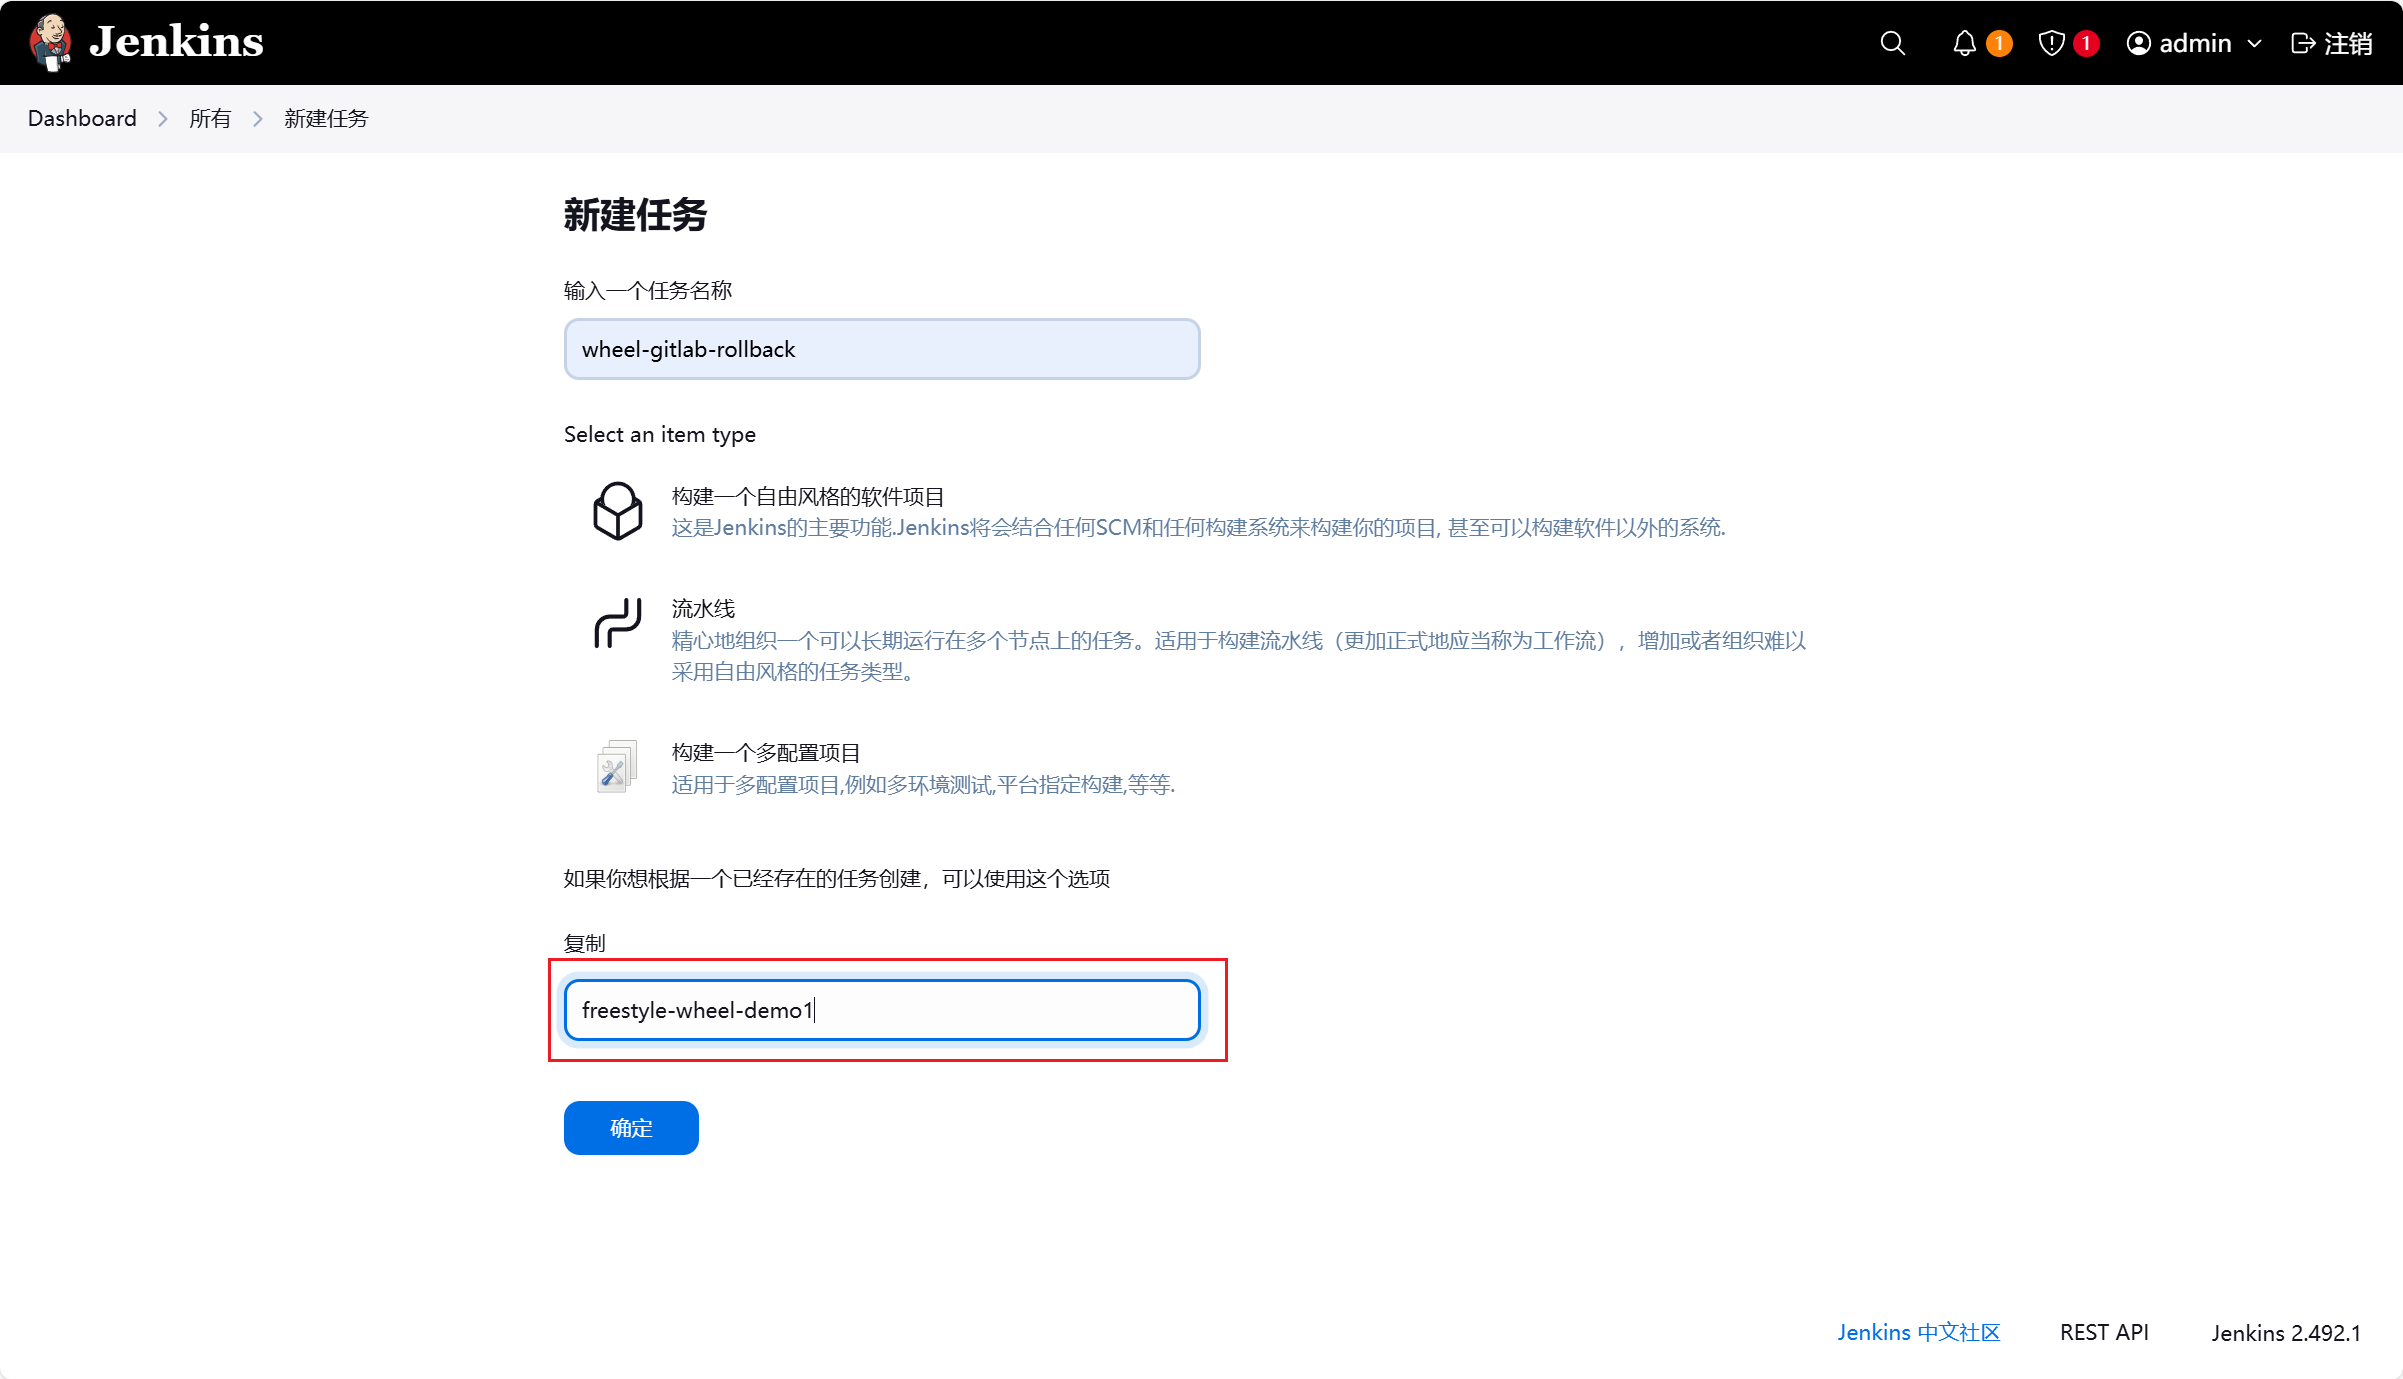 Jenkins
1
1
admin
注销
Dashboard
所有
新建任务
新建任务
输入一个任务名称
wheel-gitlab-rollback
Select an item type
构建一个自由风格的软件项目
这是Jenkins的主要功能.Jenkins将会结合任何SCM和任何构建系统来构建你的项目, 甚至可以构建软件以外的系统.
流水线
精心地组织一个可以长期运行在多个节点上的任务。适用于构建流水线（更加正式地应当称为工作流），增加或者组织难以
采用自由风格的任务类型。
构建一个多配置项目
适用于多配置项目,例如多环境测试,平台指定构建,等等.
如果你想根据一个已经存在的任务创建，可以使用这个选项
复制
freestyle-wheel-demo1
确定
Jenkins 中文社区
REST API
Jenkins 2.492.1